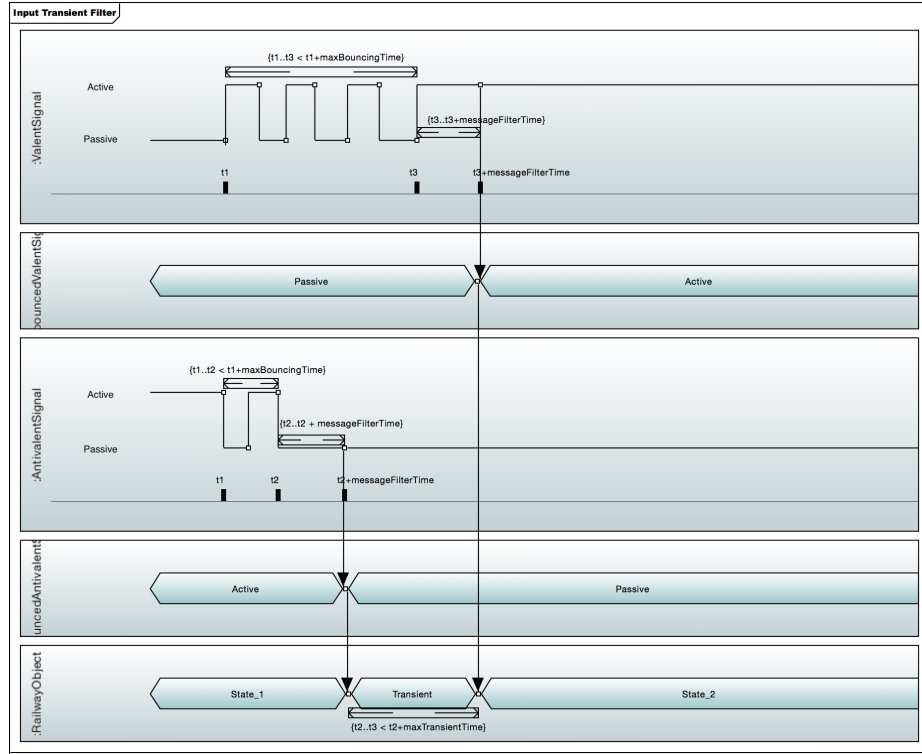 Input Transient Filter
:ValentSignal
{t1..t3 < t1+maxBouncingTime}
Active
{t3..t3+messageFilterTime}
Passive
t1
t3
t3+messageFilterTime
ouncedValentSig
Passive
Active
:AntivalentSignal
{t1..t2 < t1+maxBouncingTime}
Active
{t2..t2 + messageFilterTime}
Passive
t1
t2
t2+messageFilterTime
uncedAntivalentS
Active
Passive
:RailwayObject
State_1
Transient
State_2
{t2..t3 < t2+maxTransientTime}